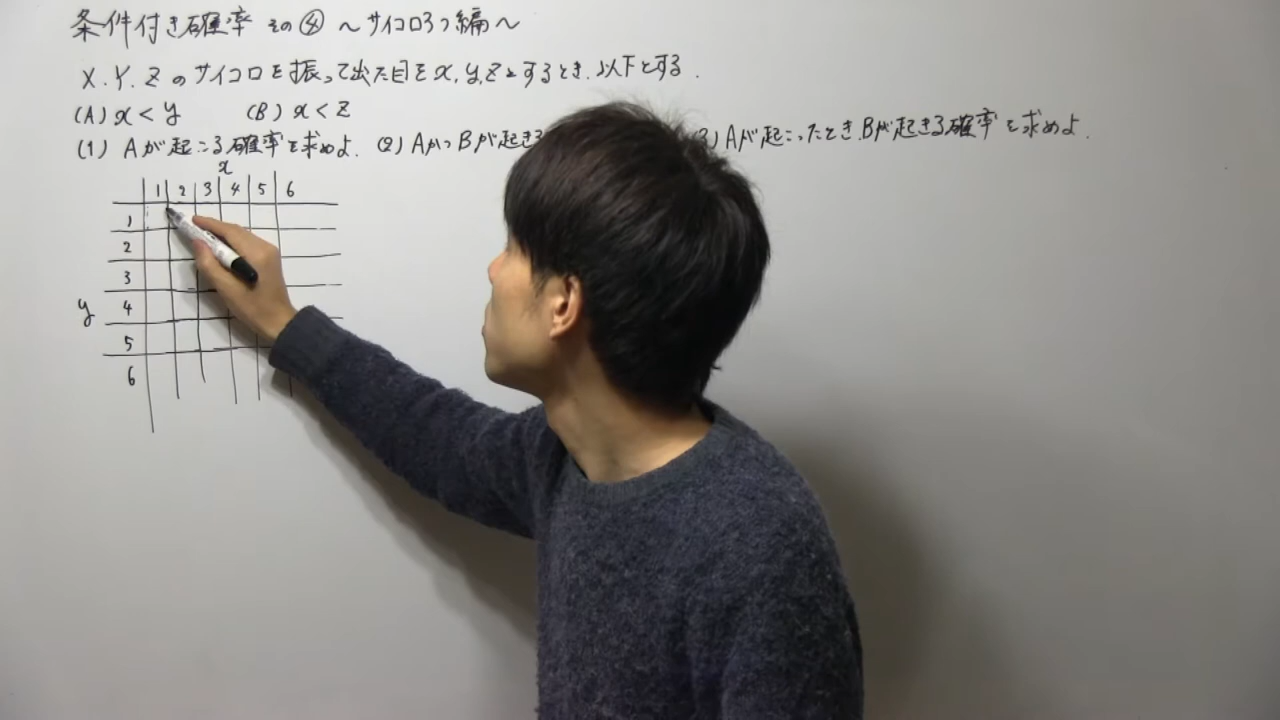 条件付き確率 その④ ～サイコロ3つ編～
X.Y.Zのサイコロを振って出た目をx,y,zとするとき.以下とする.
(A) x < y (B) x < z
(1) Aが起こる確率を求めよ. (2) AかつBが起き 3) Aが起こったとき.Bが起きる確率を求めよ.
x
1 2 3 4 5 6
1
2
3
y 4
5
6